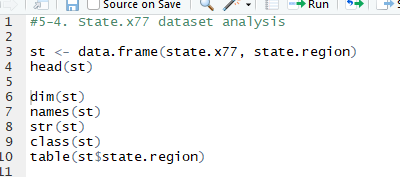 Source on Save
Run
1 #5-4. State.x77 dataset analysis
2
3 st <- data.frame(state.x77, state.region)
4 head(st)
5
6 dim(st)
7 names(st)
8 str(st)
9 class(st)
10 table(st$state.region)
11